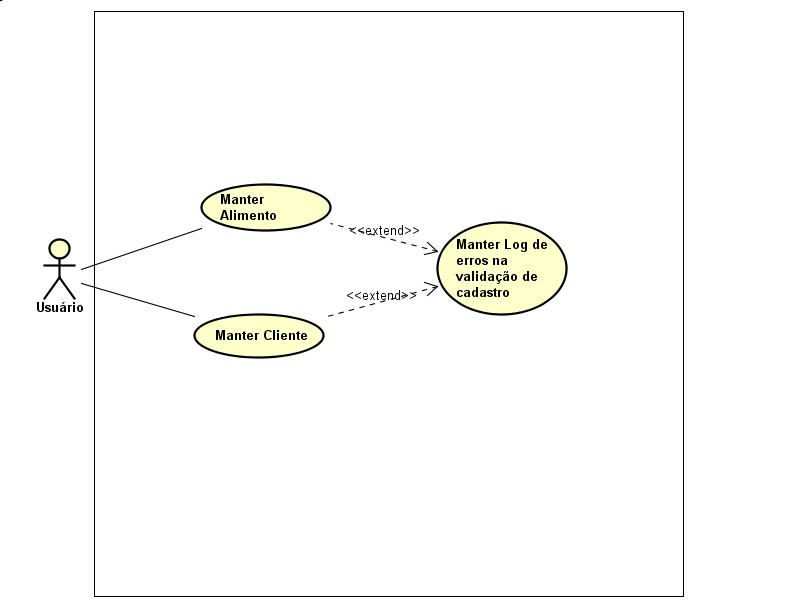 Manter
Alimento
<<extend>>
Manter Log de
erros na
validação de
cadastro
Usuário
<<extend>>
Manter Cliente